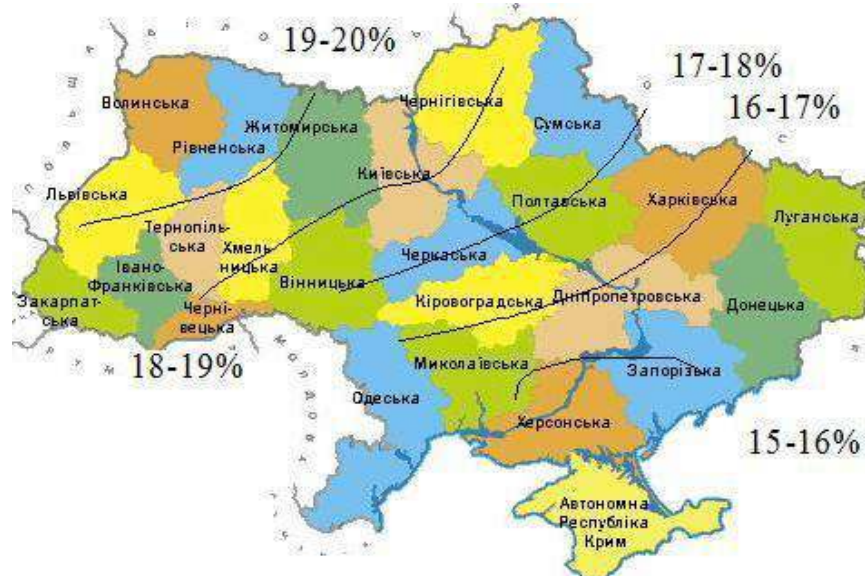 19-20%
17-18%
16-17%
Волинська
Рівненська
Житомирська
Чернігівська
Сумська
Київська
Львівська
Тернопіль-
ська
Хмель-
ницька
Полтавська
Харківська
Луганська
Черкаська
Вінницька
Івано-
Франківська
Закарпат-
ська
Черні-
вецька
Кіровоградська
Дніпропетровська
Донецька
18-19%
Миколаївська
Запорізька
Одеська
Херсонська
15-16%
Автономна
Республіка
Крим